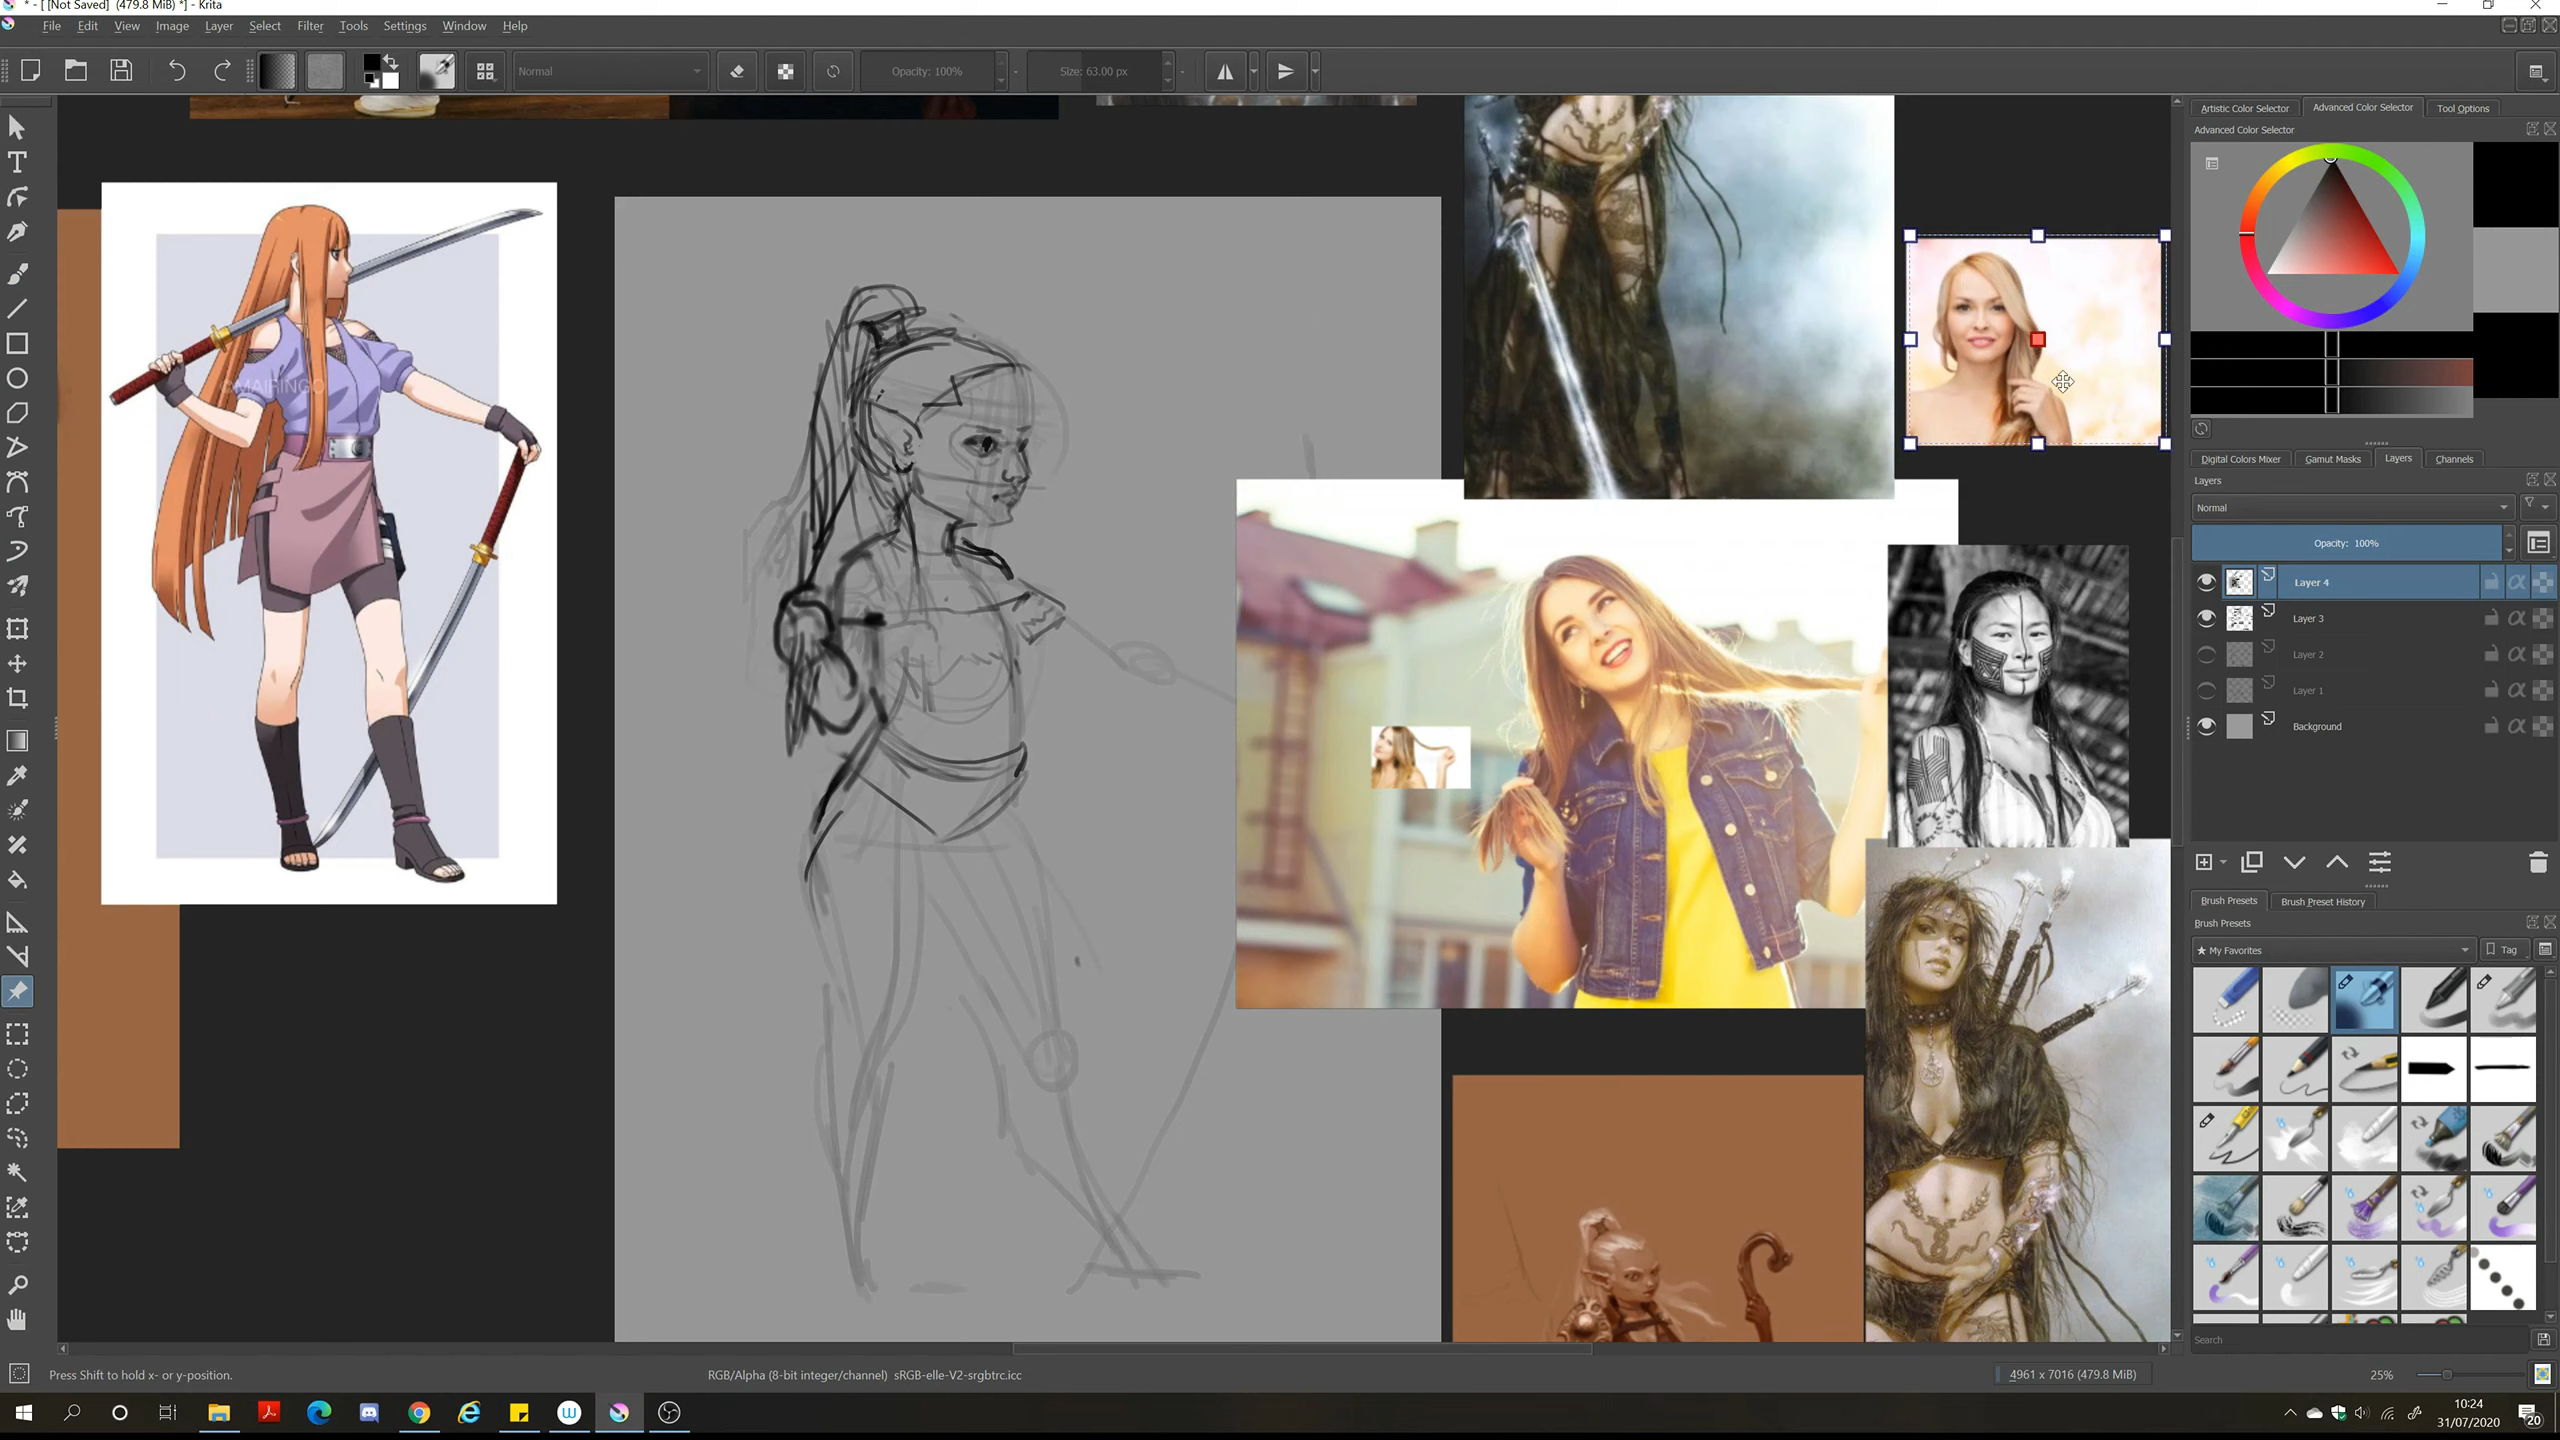 * - [ [Not Saved]  (479.8 MiB) *] - Krita
File Edit View Image Layer Select Filter Tools Settings Window Help
Normal Opacity: 100% Size: 63.00 px
Artistic Color Selector Advanced Color Selector Tool Options
Advanced Color Selector
©MAIRINGO
Digital Colors Mixer Gamut Masks Layers Channels
Layers
Normal
Opacity: 100%
Layer 4
Layer 3
Layer 2
Layer 1
Background
Brush Presets Brush Preset History
Brush Presets
★ My Favorites Tag
Search
Press Shift to hold x- or y-position.
RGB/Alpha (8-bit integer/channel) sRGB-elle-V2-srgbtrc.icc
4961 x 7016 (479.8 MiB)
25%
10:24
31/07/2020
20